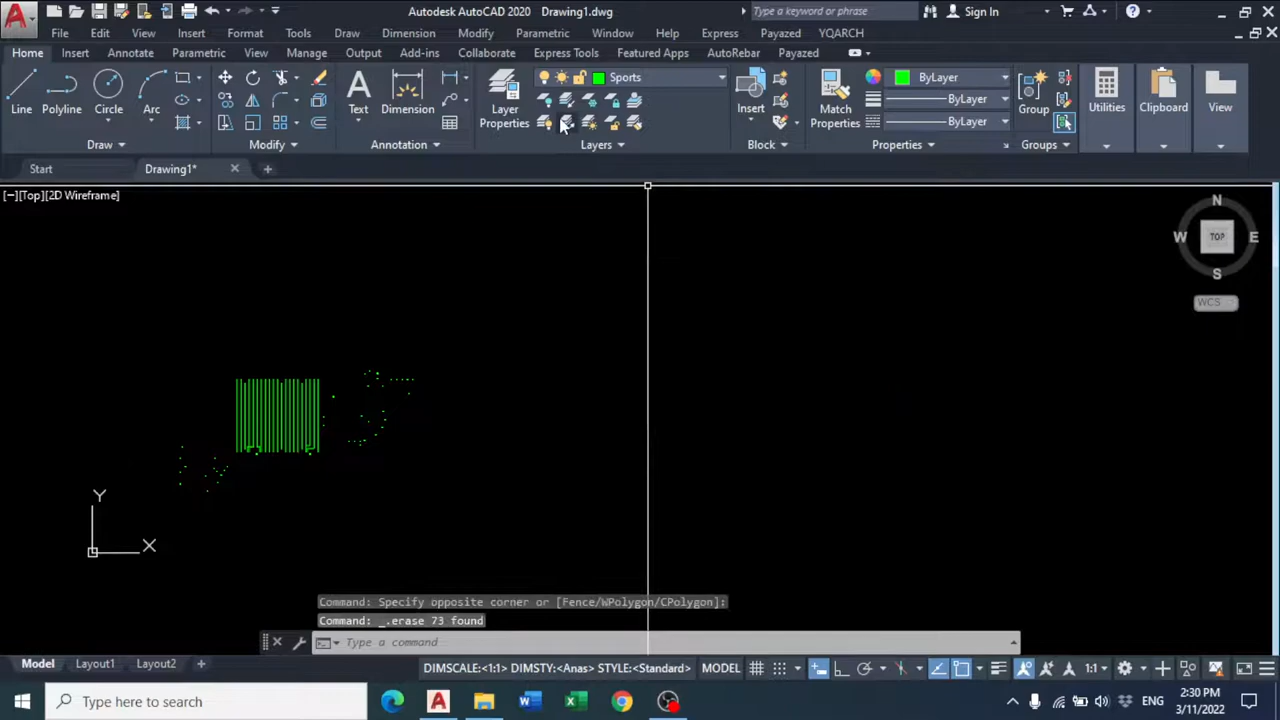 Autodesk AutoCAD 2020 Drawing1.dwg Type a keyword or phrase Sign In
File Edit View Insert Format Tools Draw Dimension Modify Parametric Window Help Express Payazed YQARCH
Home Insert Annotate Parametric View Manage Output Add-ins Collaborate Express Tools Featured Apps AutoRebar Payazed
Sports ByLayer
ByLayer
ByLayer
Line Polyline Circle Arc Text Dimension Layer Properties Insert Match Properties Group Utilities Clipboard View
Draw Modify Annotation Layers Block Properties Groups
Start Drawing1*
[−][Top][2D Wireframe]
N
W TOP E
S
WCS
Y
X
Command: Specify opposite corner or [Fence/WPolygon/CPolygon]:
Command: _.erase 73 found
Type a command
Model Layout1 Layout2 DIMSCALE:<1:1> DIMSTY:<Anas> STYLE:<Standard> MODEL 1:1
Type here to search
ENG
2:30 PM
3/11/2022